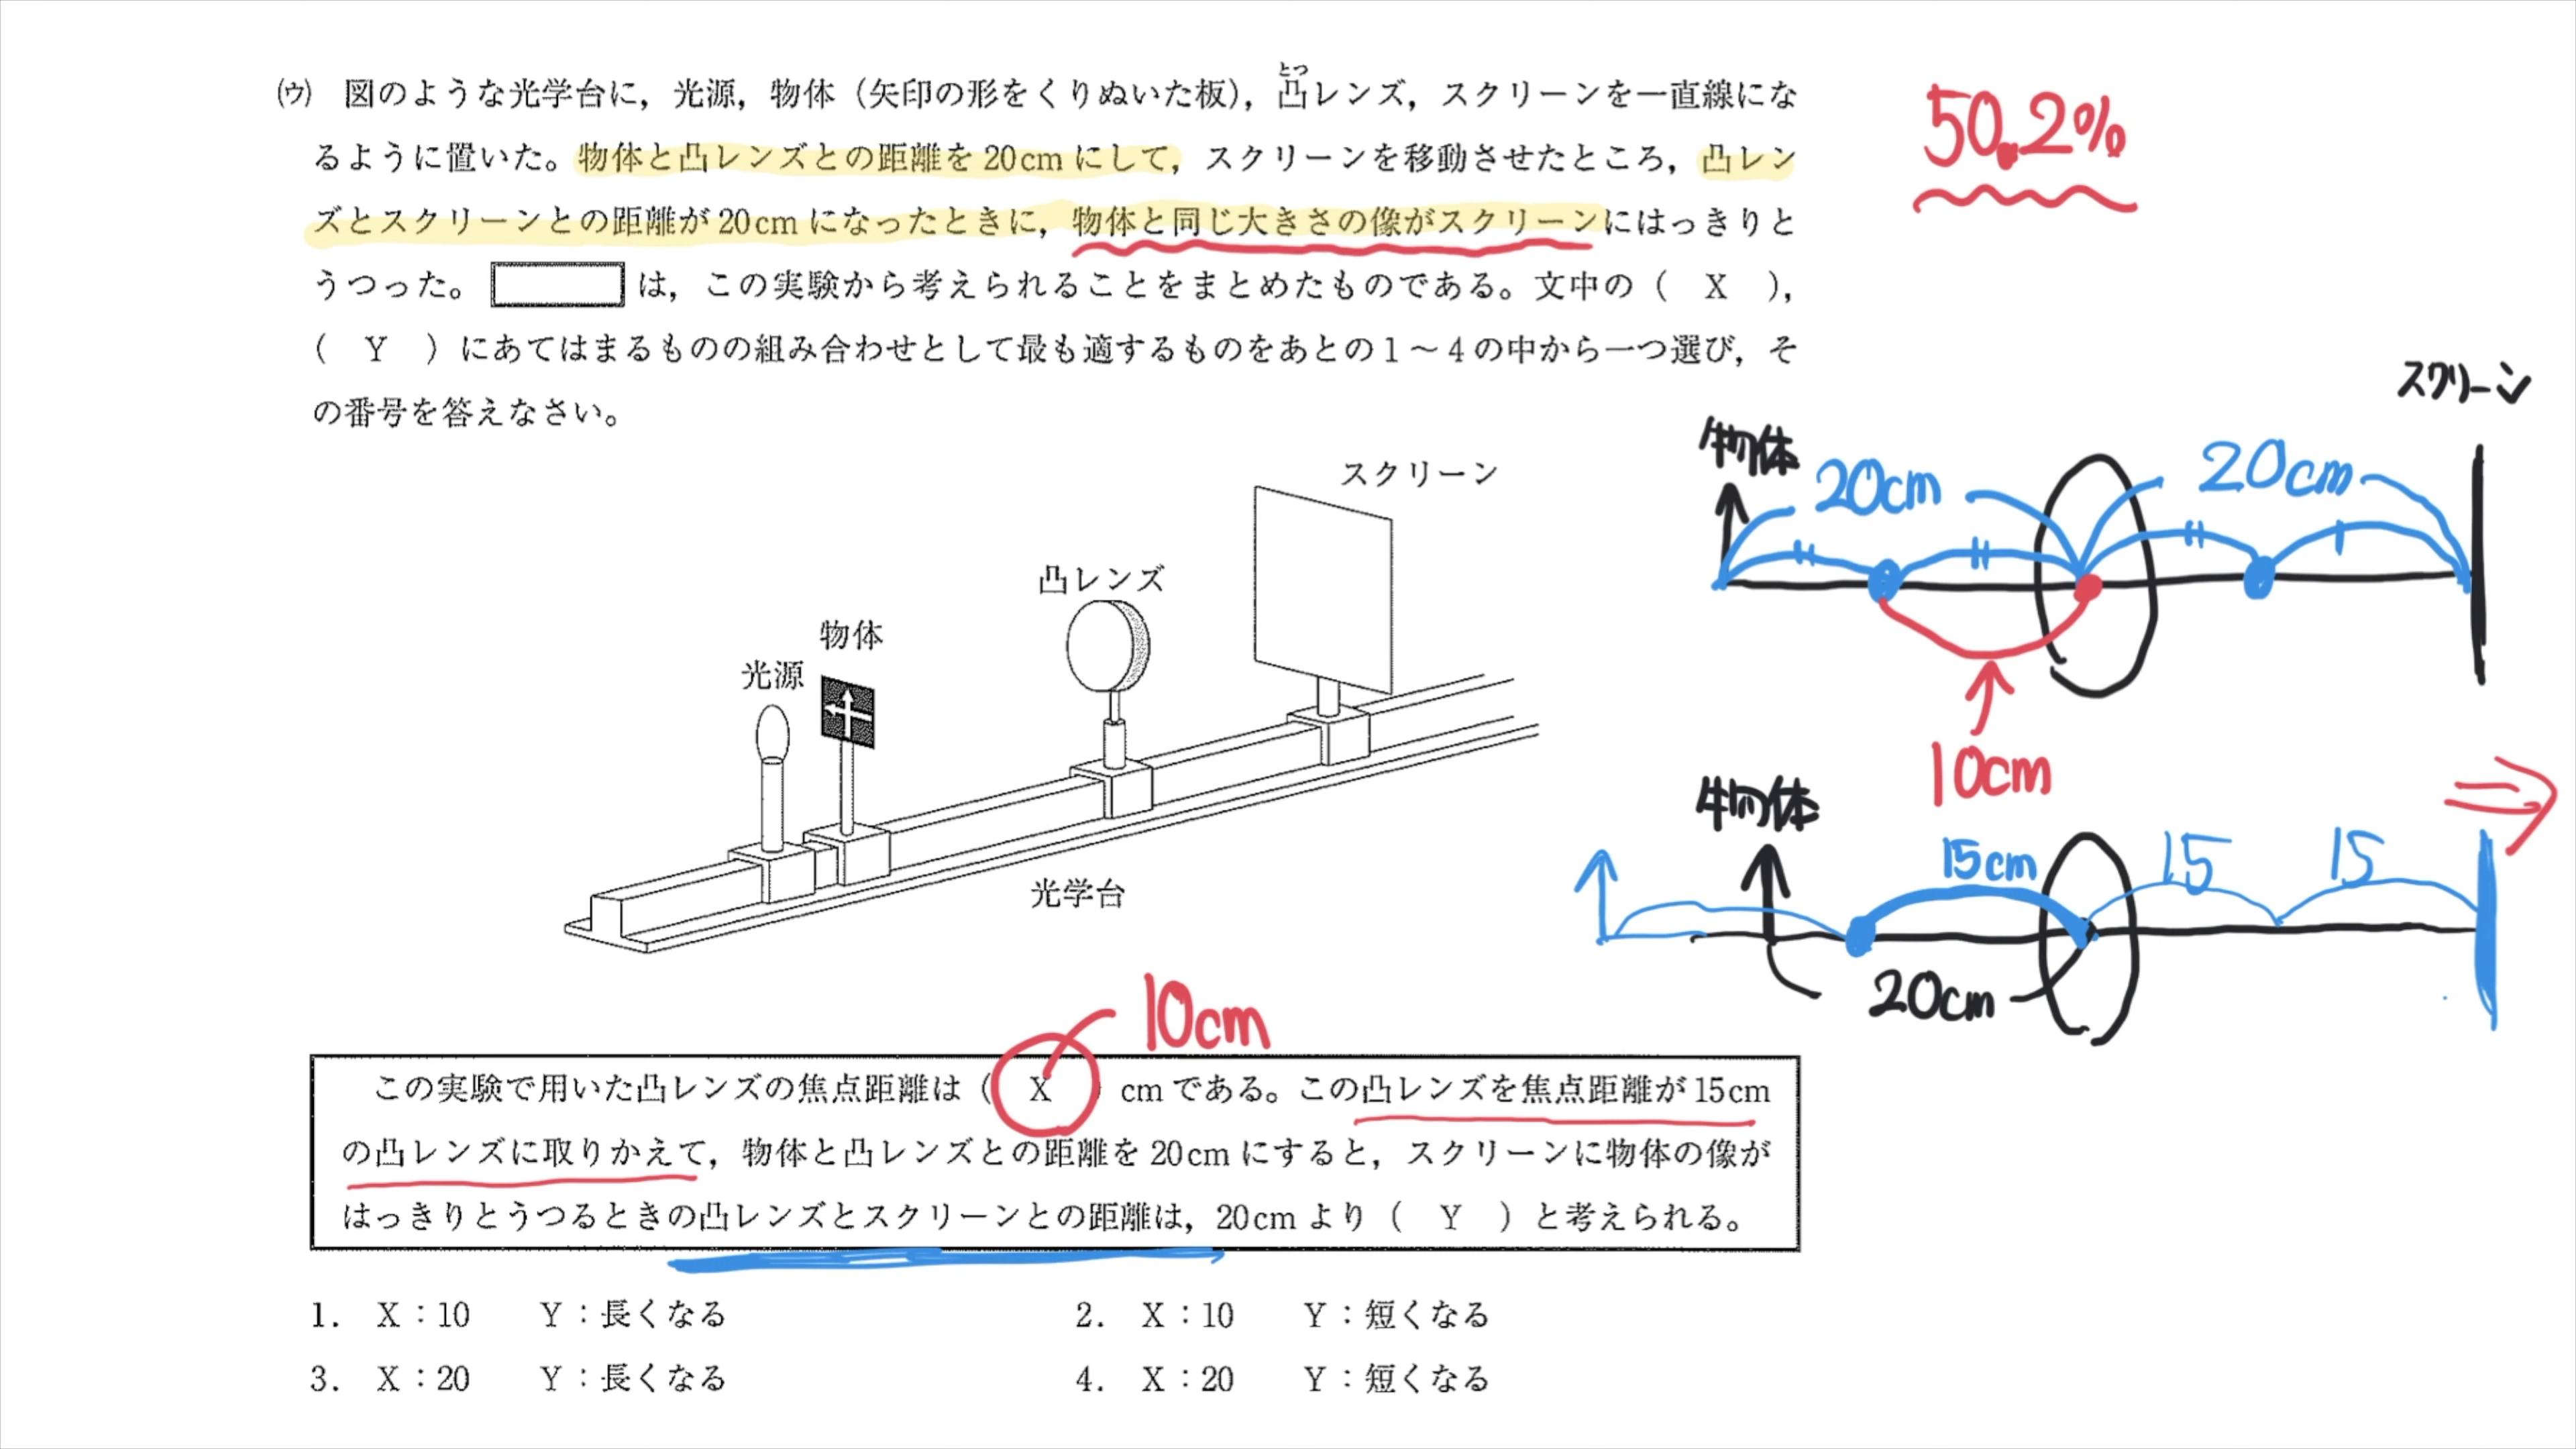 (ウ) 図のような光学台に，光源，物体（矢印の形をくりぬいた板），凸レンズ，スクリーンを一直線にな
とつ
るように置いた。物体と凸レンズとの距離を20cmにして，スクリーンを移動させたところ，凸レン
ズとスクリーンとの距離が20cmになったときに，物体と同じ大きさの像がスクリーンにはっきりと
うつった。 は，この実験から考えられることをまとめたものである。文中の（ X ），
（ Y ）にあてはまるものの組み合わせとして最も適するものをあとの1～4の中から一つ選び，そ
の番号を答えなさい。
50.2%
スクリーン
凸レンズ
物体
光源
光学台
スクリーン
物体
20cm
20cm
10cm
物体
15cm
15
15
20cm
10cm
この実験で用いた凸レンズの焦点距離は（ X ）cmである。この凸レンズを焦点距離が15cm
の凸レンズに取りかえて，物体と凸レンズとの距離を20cmにすると，スクリーンに物体の像が
はっきりとうつるときの凸レンズとスクリーンとの距離は，20cmより（ Y ）と考えられる。
1． X：10 Y：長くなる
2． X：10 Y：短くなる
3． X：20 Y：長くなる
4． X：20 Y：短くなる